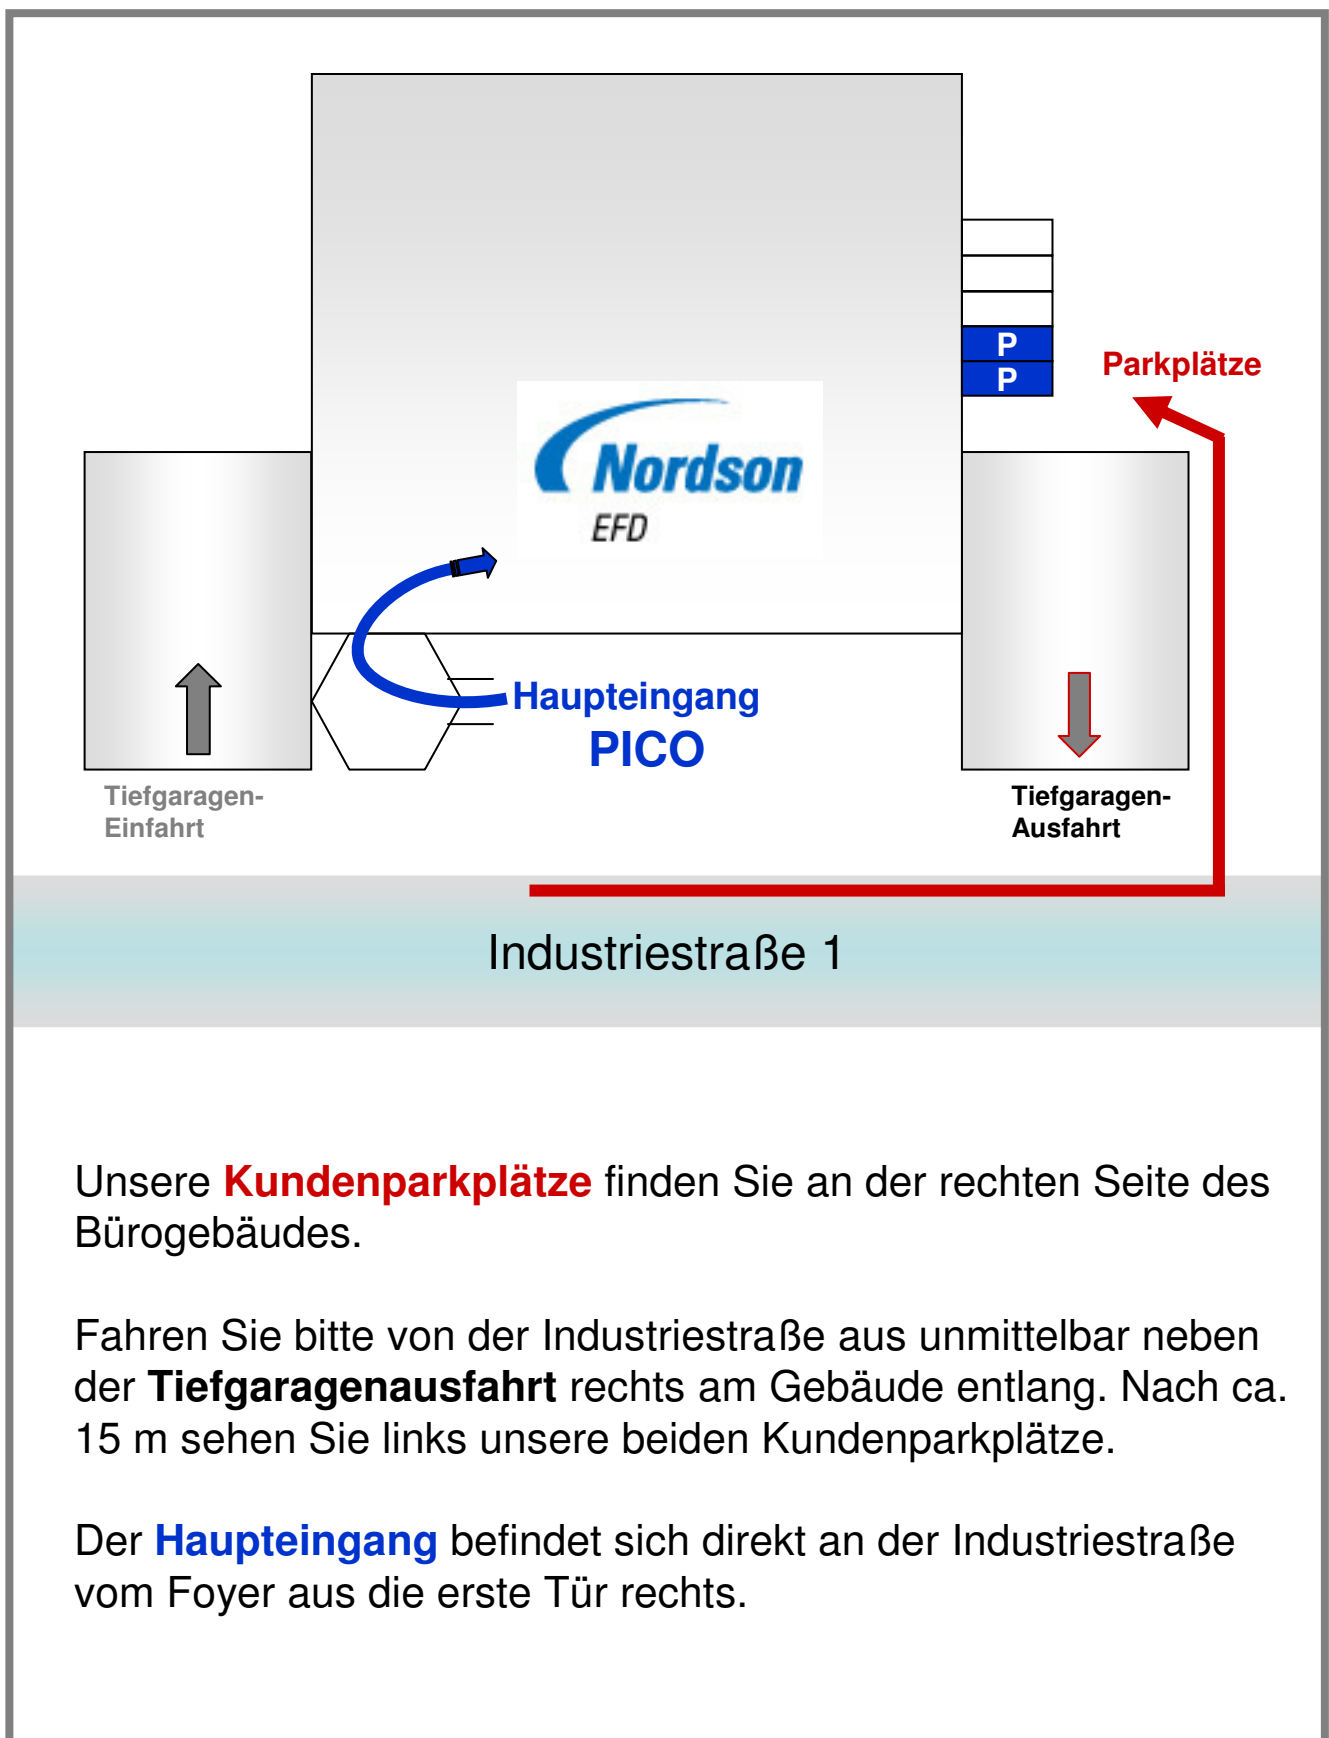 P
P
Parkplätze
Nordson
EFD
Haupteingang
PICO
Tiefgaragen-
Einfahrt
Tiefgaragen-
Ausfahrt
Industriestraße 1
Unsere Kundenparkplätze finden Sie an der rechten Seite des
Bürogebäudes.
Fahren Sie bitte von der Industriestraße aus unmittelbar neben
der Tiefgaragenausfahrt rechts am Gebäude entlang. Nach ca.
15 m sehen Sie links unsere beiden Kundenparkplätze.
Der Haupteingang befindet sich direkt an der Industriestraße
vom Foyer aus die erste Tür rechts.